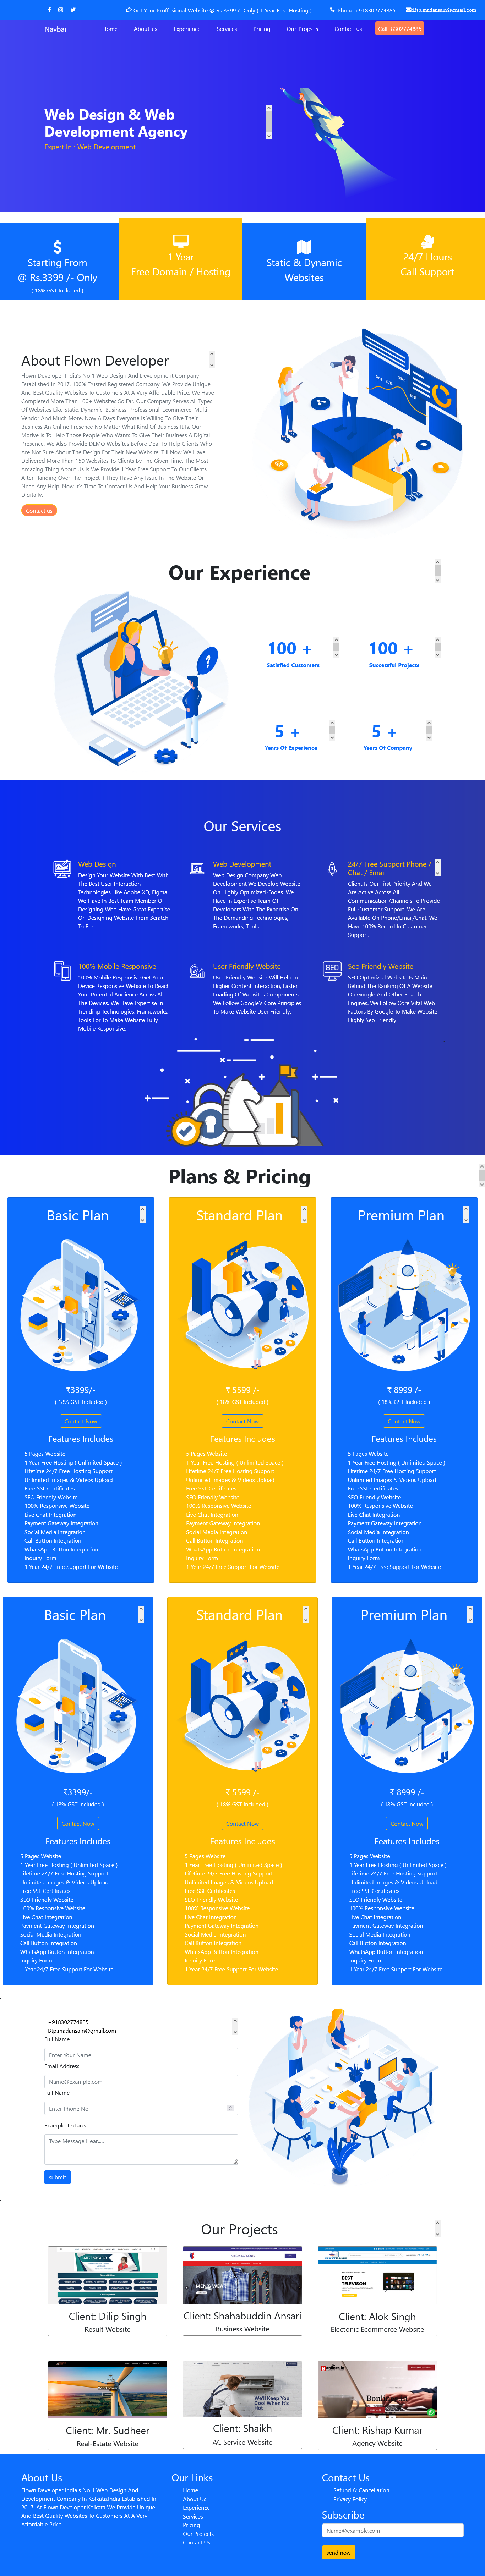 Get Your Proffesional Website @ Rs 3399 /- Only ( 1 Year Free Hosting )
:Phone +918302774885
Btp.madansain@gmail.com
Navbar
Home
About-us
Experience
Services
Pricing
Our-Projects
Contact-us
Call:-8302774885
Web Design & Web
Development Agency
Expert In : Web Development
Starting From
@ Rs.3399 /- Only
( 18% GST Included )
1 Year
Free Domain / Hosting
Static & Dynamic
Websites
24/7 Hours
Call Support
About Flown Developer
Flown Developer India's No 1 Web Design And Development Company
Established In 2017. 100% Trusted Registered Company. We Provide Unique
And Best Quality Websites To Customers At A Very Affordable Price. We Have
Completed More Than 100+ Websites So Far. Our Company Serves All Types
Of Websites Like Static, Dynamic, Business, Professional, Ecommerce, Multi
Vendor And Much More. Now A Days Everyone Is Willing To Give Their
Business An Online Presence No Matter What Kind Of Business It Is. Our
Motive Is To Help Those People Who Wants To Give Their Business A Digital
Presence, We Also Provide DEMO Websites Before Deal To Help Clients Who
Are Not Sure About The Design For Their New Website. Till Now We Have
Delivered More Than 150 Websites To Clients By The Given Time. The Most
Amazing Thing About Us Is We Provide 1 Year Free Support To Our Clients
After Handing Over The Project If They Have Any Issue In The Website Or
Need Any Help. Now It's Time To Contact Us And Help Your Business Grow
Digitally.
Contact us
Our Experience
100 +
Satisfied Customers
100 +
Successful Projects
5 +
Years Of Experience
5 +
Years Of Company
Our Services
Web Design
Design Your Website With Best With
The Best User Interaction
Technologies Like Adobe XD, Figma.
We Have In Best Team Member Of
Designing Who Have Great Expertise
On Designing Website From Scratch
To End.
Web Development
Web Design Company Web
Development We Develop Website
On Highly Optimized Codes. We
Have In Expertise Team Of
Developers With The Expertise On
The Demanding Technologies,
Frameworks, Tools.
24/7 Free Support Phone /
Chat / Email
Client Is Our First Priority And We
Are Active Across All
Communication Channels To Provide
Full Customer Support. We Are
Available On Phone/Email/Chat. We
Have 100% Record In Customer
Support..
100% Mobile Responsive
100% Mobile Responsive Get Your
Device Responsive Website To Reach
Your Potential Audience Across All
The Devices. We Have Expertise In
Trending Technologies, Frameworks,
Tools For To Make Website Fully
Mobile Responsive.
User Friendly Website
User Friendly Website Will Help In
Higher Content Interaction, Faster
Loading Of Websites Components.
We Follow Google's Core Principles
To Make Website User Friendly.
SEO
Seo Friendly Website
SEO Optimized Website Is Main
Behind The Ranking Of A Website
On Google And Other Search
Engines. We Follow Core Vital Web
Factors By Google To Make Website
Highly Seo Friendly..
Plans & Pricing
Basic Plan
₹3399/-
( 18% GST Included )
Contact Now
Features Includes
5 Pages Website
1 Year Free Hosting ( Unlimited Space )
Lifetime 24/7 Free Hosting Support
Unlimited Images & Videos Upload
Free SSL Certificates
SEO Friendly Website
100% Responsive Website
Live Chat Integration
Payment Gateway Integration
Social Media Integration
Call Button Integration
WhatsApp Button Integration
Inquiry Form
1 Year 24/7 Free Support For Website
Standard Plan
₹ 5599 /-
( 18% GST Included )
Contact Now
Features Includes
5 Pages Website
1 Year Free Hosting ( Unlimited Space )
Lifetime 24/7 Free Hosting Support
Unlimited Images & Videos Upload
Free SSL Certificates
SEO Friendly Website
100% Responsive Website
Live Chat Integration
Payment Gateway Integration
Social Media Integration
Call Button Integration
WhatsApp Button Integration
Inquiry Form
1 Year 24/7 Free Support For Website
Premium Plan
₹ 8999 /-
( 18% GST Included )
Contact Now
Features Includes
5 Pages Website
1 Year Free Hosting ( Unlimited Space )
Lifetime 24/7 Free Hosting Support
Unlimited Images & Videos Upload
Free SSL Certificates
SEO Friendly Website
100% Responsive Website
Live Chat Integration
Payment Gateway Integration
Social Media Integration
Call Button Integration
WhatsApp Button Integration
Inquiry Form
1 Year 24/7 Free Support For Website
Basic Plan
₹3399/-
( 18% GST Included )
Contact Now
Features Includes
5 Pages Website
1 Year Free Hosting ( Unlimited Space )
Lifetime 24/7 Free Hosting Support
Unlimited Images & Videos Upload
Free SSL Certificates
SEO Friendly Website
100% Responsive Website
Live Chat Integration
Payment Gateway Integration
Social Media Integration
Call Button Integration
WhatsApp Button Integration
Inquiry Form
1 Year 24/7 Free Support For Website
Standard Plan
₹ 5599 /-
( 18% GST Included )
Contact Now
Features Includes
5 Pages Website
1 Year Free Hosting ( Unlimited Space )
Lifetime 24/7 Free Hosting Support
Unlimited Images & Videos Upload
Free SSL Certificates
SEO Friendly Website
100% Responsive Website
Live Chat Integration
Payment Gateway Integration
Social Media Integration
Call Button Integration
WhatsApp Button Integration
Inquiry Form
1 Year 24/7 Free Support For Website
Premium Plan
₹ 8999 /-
( 18% GST Included )
Contact Now
Features Includes
5 Pages Website
1 Year Free Hosting ( Unlimited Space )
Lifetime 24/7 Free Hosting Support
Unlimited Images & Videos Upload
Free SSL Certificates
SEO Friendly Website
100% Responsive Website
Live Chat Integration
Payment Gateway Integration
Social Media Integration
Call Button Integration
WhatsApp Button Integration
Inquiry Form
1 Year 24/7 Free Support For Website
+918302774885
Btp.madansain@gmail.com
Full Name
Enter Your Name
Email Address
Name@example.com
Full Name
Enter Phone No.
Example Textarea
Type Message Hear.....
submit
Our Projects
Client: Dilip Singh
Result Website
MEN'S WEAR
Client: Shahabuddin Ansari
Business Website
BEST
TELEVISON
Client: Alok Singh
Electonic Ecommerce Website
Client: Mr. Sudheer
Real-Estate Website
We'll Keep You
Cool When It's
Hot
Client: Shaikh
AC Service Website
Client: Rishap Kumar
Agency Website
About Us
Flown Developer India's No 1 Web Design And
Development Company In Kolkata,India Established In
2017. At Flown Developer Kolkata We Provide Unique
And Best Quality Websites To Customers At A Very
Affordable Price.
Our Links
Home
About Us
Experience
Services
Pricing
Our Projects
Contact Us
Contact Us
Refund & Cancellation
Privacy Policy
Subscribe
Name@example.com
send now